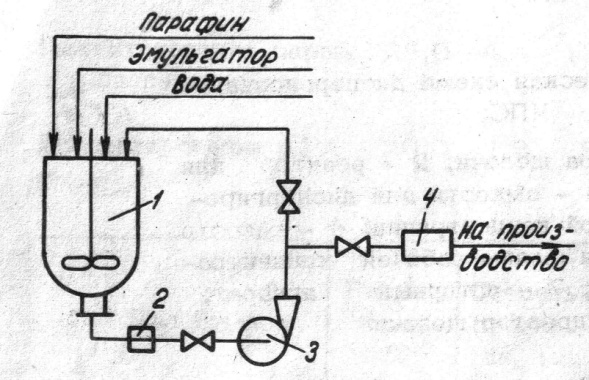 Парафин
Эмульгатор
вода
1
4
на произ-
водство
2
3